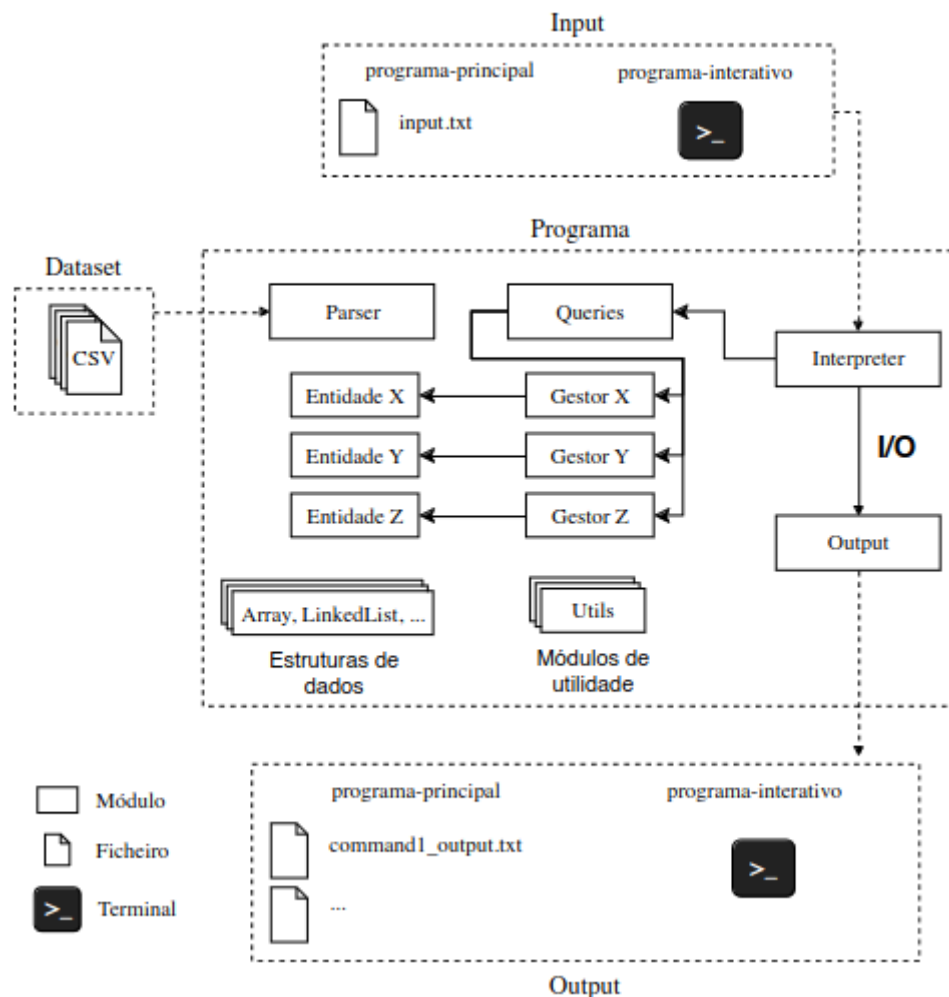 Input
programa-principal
programa-interativo
input.txt
>_
Programa
Dataset
CSV
Parser
Queries
Interpreter
Entidade X
Gestor X
I/O
Entidade Y
Gestor Y
Entidade Z
Gestor Z
Output
Array, LinkedList, ...
Utils
Estruturas de
dados
Módulos de
utilidade
programa-principal
programa-interativo
command1_output.txt
>_
...
Módulo
Ficheiro
>_
Terminal
Output